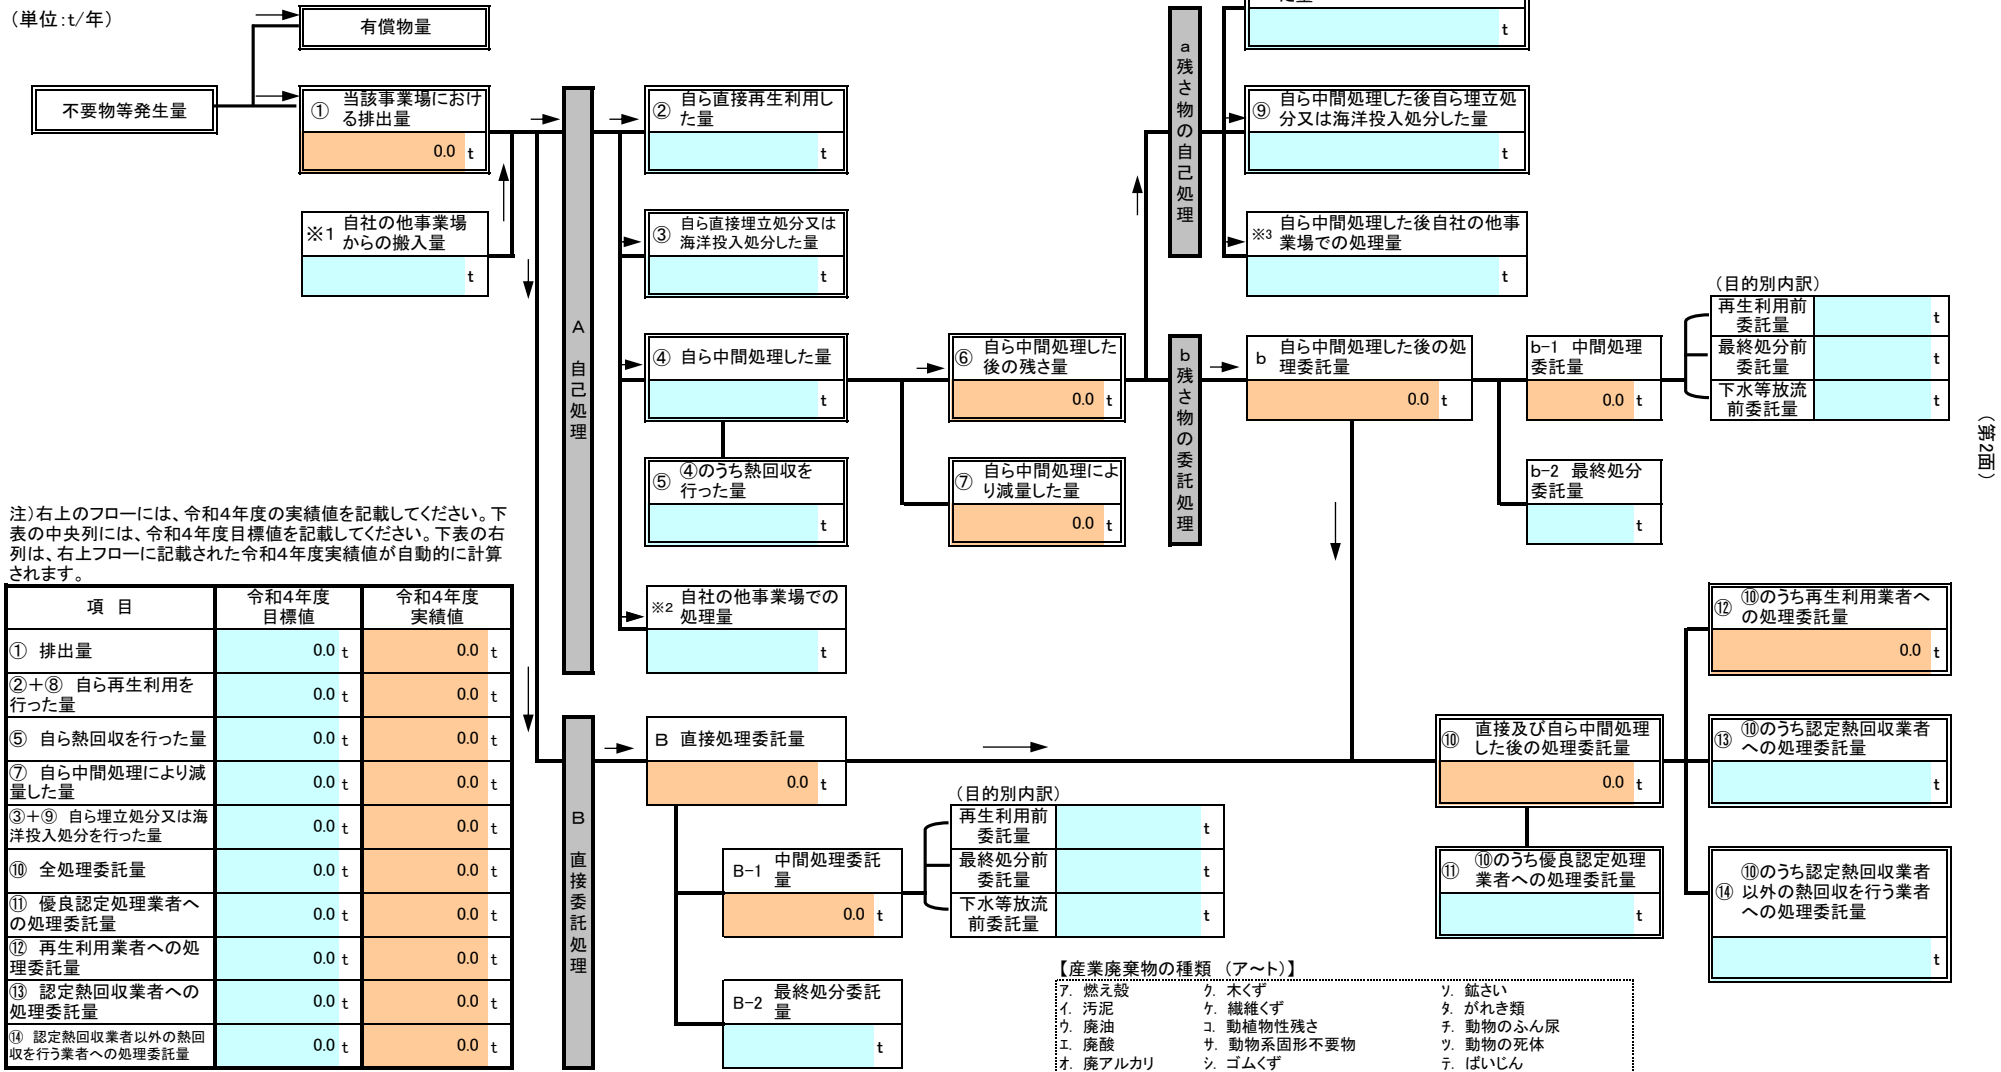 （単位：t/年）
有償物量
不要物等発生量
① 当該事業場におけ
る排出量
0.0 t
※1 自社の他事業場
からの搬入量
t
A 自己処理
② 自ら直接再生利用し
た量
t
③ 自ら直接埋立処分又は
海洋投入処分した量
t
④ 自ら中間処理した量
t
⑤ ④のうち熱回収を
行った量
t
※2 自社の他事業場での
処理量
t
⑥ 自ら中間処理した
後の残さ量
0.0 t
⑦ 自ら中間処理によ
り減量した量
0.0 t
a残さ物の自己処理
t
⑨ 自ら中間処理した後自ら埋立処
分又は海洋投入処分した量
t
※3 自ら中間処理した後自社の他事
業場での処理量
t
b残さ物の委託処理
b 自ら中間処理した後の処
理委託量
0.0 t
b-1 中間処理
委託量
0.0 t
（目的別内訳）
再生利用前
委託量
t
最終処分前
委託量
t
下水等放流
前委託量
t
b-2 最終処分
委託量
t
（第2面）
注）右上のフローには、令和4年度の実績値を記載してください。下
表の中央列には、令和4年度目標値を記載してください。下表の右
列は、右上フローに記載された令和4年度実績値が自動的に計算
されます。
項 目 令和4年度 目標値 令和4年度 実績値
① 排出量 0.0 t 0.0 t
②＋⑧ 自ら再生利用を
行った量 0.0 t 0.0 t
⑤ 自ら熱回収を行った量 0.0 t 0.0 t
⑦ 自ら中間処理により減
量した量 0.0 t 0.0 t
③＋⑨ 自ら埋立処分又は海
洋投入処分を行った量 0.0 t 0.0 t
⑩ 全処理委託量 0.0 t 0.0 t
⑪ 優良認定処理業者へ
の処理委託量 0.0 t 0.0 t
⑫ 再生利用業者への処
理委託量 0.0 t 0.0 t
⑬ 認定熱回収業者への
処理委託量 0.0 t 0.0 t
⑭ 認定熱回収業者以外の熱回
収を行う業者への処理委託量 0.0 t 0.0 t
B 直接委託処理
B 直接処理委託量
0.0 t
B-1 中間処理委託
量
0.0 t
（目的別内訳）
再生利用前
委託量
t
最終処分前
委託量
t
下水等放流
前委託量
t
B-2 最終処分委託
量
t
⑩ 直接及び自ら中間処理
した後の処理委託量
0.0 t
⑪ ⑩のうち優良認定処理
業者への処理委託量
t
⑫ ⑩のうち再生利用業者へ
の処理委託量
0.0 t
⑬ ⑩のうち認定熱回収業者
への処理委託量
t
⑭ ⑩のうち認定熱回収業者
以外の熱回収を行う業者
への処理委託量
t
【産業廃棄物の種類 （ア～ト）】
ア. 燃え殻 ク. 木くず ソ. 鉱さい
イ. 汚泥 ケ. 繊維くず タ. がれき類
ウ. 廃油 コ. 動植物性残さ チ. 動物のふん尿
エ. 廃酸 サ. 動物系固形不要物 ツ. 動物の死体
オ. 廃アルカリ シ. ゴムくず テ. ばいじん